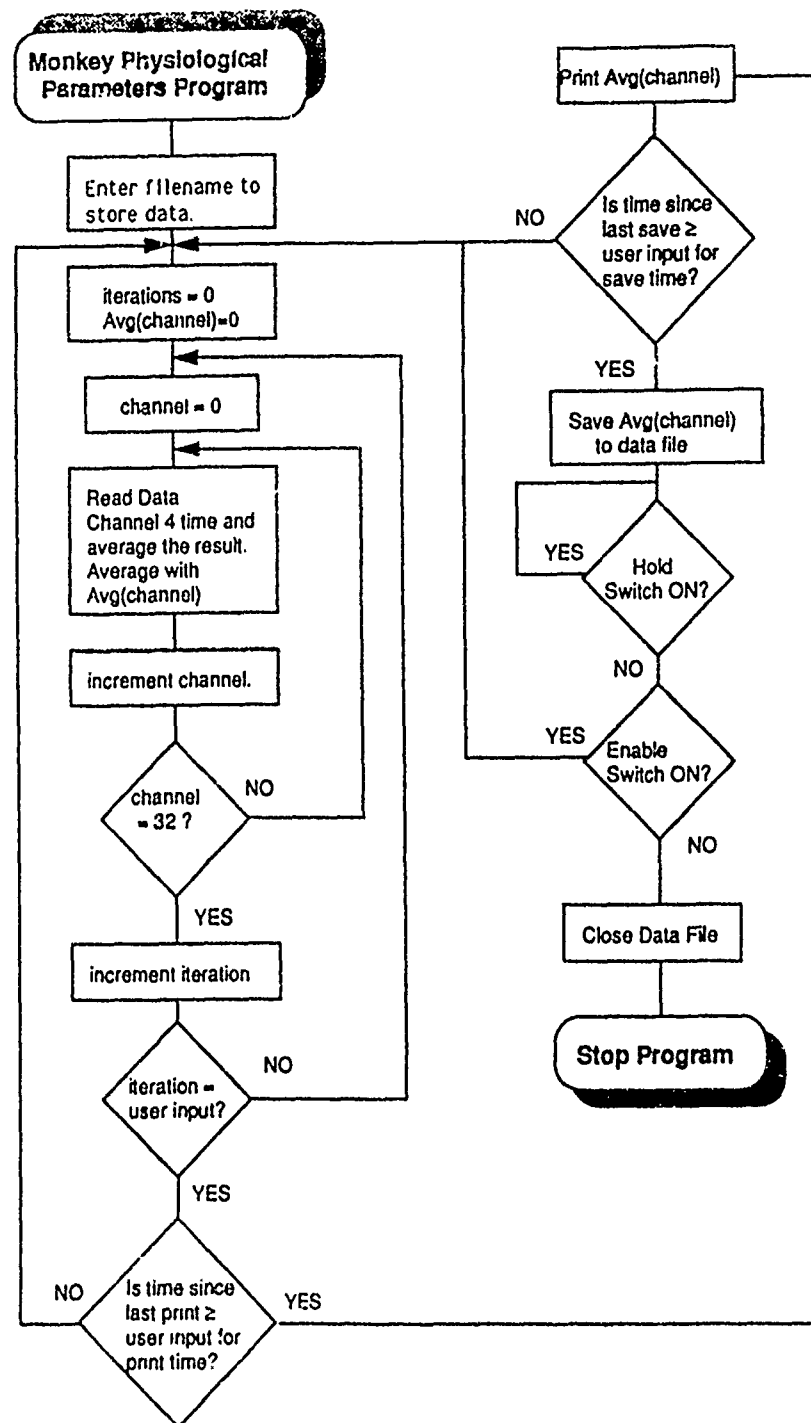 Monkey Physiological
Parameters Program
Enter filename to
store data.
iterations = 0
Avg(channel)=0
channel = 0
Read Data
Channel 4 time and
average the result.
Average with
Avg(channel)
increment channel.
channel
= 32 ?
NO
YES
increment iteration
iteration =
user input?
NO
YES
Is time since
last print ≥
user input for
print time?
NO
YES
Print Avg(channel)
Is time since
last save ≥
user input for
save time?
NO
YES
Save Avg(channel)
to data file
Hold
Switch ON?
YES
NO
Enable
Switch ON?
YES
NO
Close Data File
Stop Program